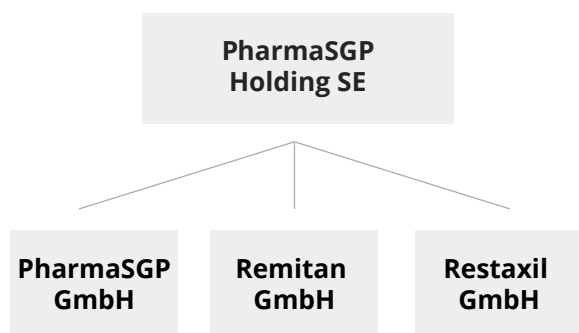 PharmaSGP
Holding SE
PharmaSGP
GmbH
Remitan
GmbH
Restaxil
GmbH